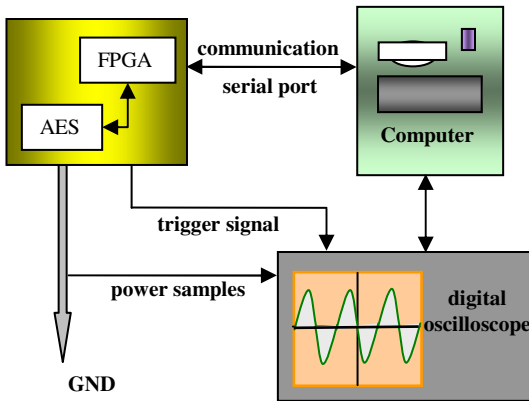 FPGA
AES
communication
serial port
Computer
trigger signal
power samples
digital
oscilloscope
GND